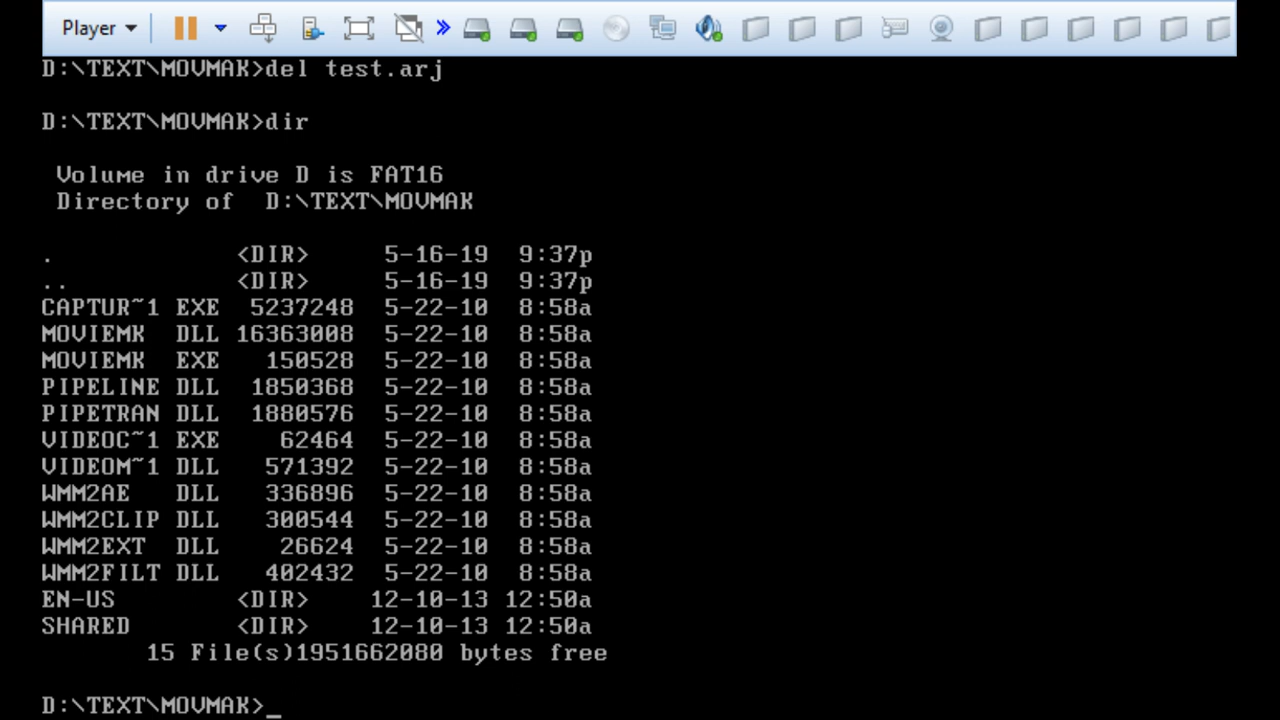 Player
D:\TEXT\MOVMAK>del test.arj
D:\TEXT\MOVMAK>dir
Volume in drive D is FAT16
Directory of  D:\TEXT\MOVMAK
.            <DIR>     5-16-19  9:37p
..           <DIR>     5-16-19  9:37p
CAPTUR~1 EXE  5237248  5-22-10  8:58a
MOVIEMK  DLL 16363008  5-22-10  8:58a
MOVIEMK  EXE   150528  5-22-10  8:58a
PIPELINE DLL  1850368  5-22-10  8:58a
PIPETRAN DLL  1880576  5-22-10  8:58a
VIDEOC~1 EXE    62464  5-22-10  8:58a
VIDEOM~1 DLL   571392  5-22-10  8:58a
WMM2AE   DLL   336896  5-22-10  8:58a
WMM2CLIP DLL   300544  5-22-10  8:58a
WMM2EXT  DLL    26624  5-22-10  8:58a
WMM2FILT DLL   402432  5-22-10  8:58a
EN-US        <DIR>    12-10-13 12:50a
SHARED       <DIR>    12-10-13 12:50a
15 File(s)1951662080 bytes free
D:\TEXT\MOVMAK>_